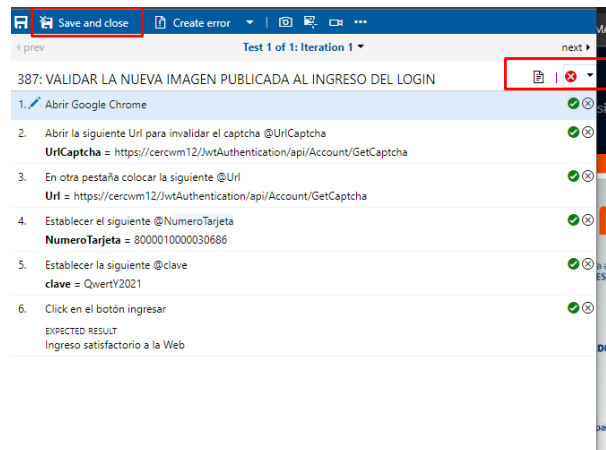 Save and close Create error
prev Test 1 of 1: Iteration 1 next
387: VALIDAR LA NUEVA IMAGEN PUBLICADA AL INGRESO DEL LOGIN
1. Abrir Google Chrome
2. Abrir la siguiente Url para invalidar el captcha @UrlCaptcha
UrlCaptcha = https://cercwm12/JwtAuthentication/api/Account/GetCaptcha
3. En otra pestaña colocar la siguiente @Url
Url = https://cercwm12/JwtAuthentication/api/Account/GetCaptcha
4. Establecer el siguiente @NumeroTarjeta
NumeroTarjeta = 8000010000030686
5. Establecer la siguiente @clave
clave = QwertY2021
6. Click en el botón ingresar
EXPECTED RESULT
Ingreso satisfactorio a la Web